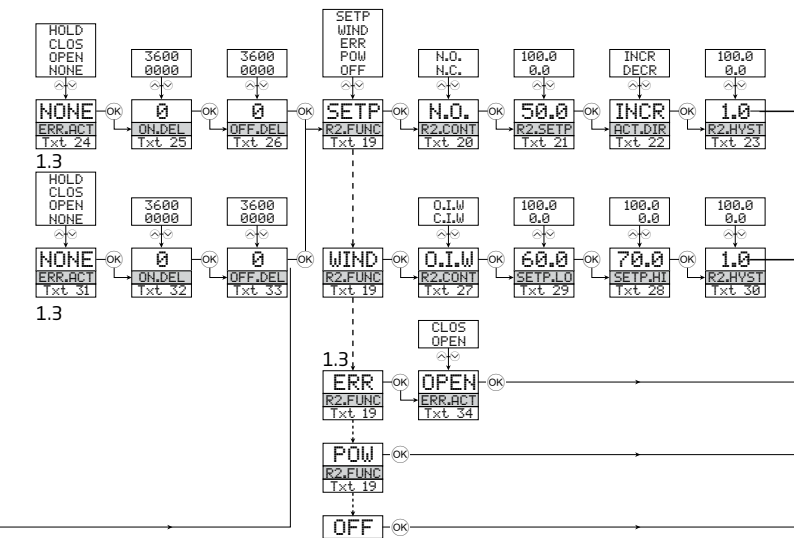 SETP
WIND
ERR
POW
OFF
HOLD
CLOS
OPEN
NONE
3600
0000
3600
0000
N.O.
N.C.
100.0
0.0
INCR
DECR
100.0
0.0
NONE OK 0 OK 0 OK SETP OK N.O. OK 50.0 OK INCR OK 1.0
ERR.ACT ON.DEL OFF.DEL R2.FUNC R2.CONT R2.SETP ACT.DIR R2.HYST
Txt 24 Txt 25 Txt 26 Txt 19 Txt 20 Txt 21 Txt 22 Txt 23
1.3
HOLD
CLOS
OPEN
NONE
3600
0000
3600
0000
O.I.W
C.I.W
100.0
0.0
100.0
0.0
100.0
0.0
NONE OK 0 OK 0 OK WIND OK O.I.W OK 60.0 OK 70.0 OK 1.0
ERR.ACT ON.DEL OFF.DEL R2.FUNC R2.CONT SETP.LO SETP.HI R2.HYST
Txt 31 Txt 32 Txt 33 Txt 19 Txt 27 Txt 29 Txt 28 Txt 30
1.3
CLOS
OPEN
1.3
ERR OK OPEN OK
R2.FUNC ERR.ACT
Txt 19 Txt 34
POW OK
R2.FUNC
Txt 19
OFF OK